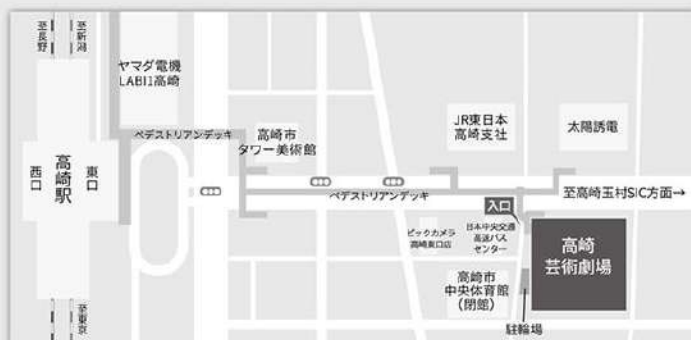 至長野
至新潟
ヤマダ電機
LABI1高崎
ペデストリアンデッキ
高崎市
タワー美術館
JR東日本
高崎支社
太陽誘電
西口
高崎駅
東口
ペデストリアンデッキ
至高崎玉村SIC方面→
入口
ビックカメラ
高崎東口店
日本中央交通
高速バス
センター
高崎
芸術劇場
高崎市
中央体育館
(閉館)
駐輪場
至東京